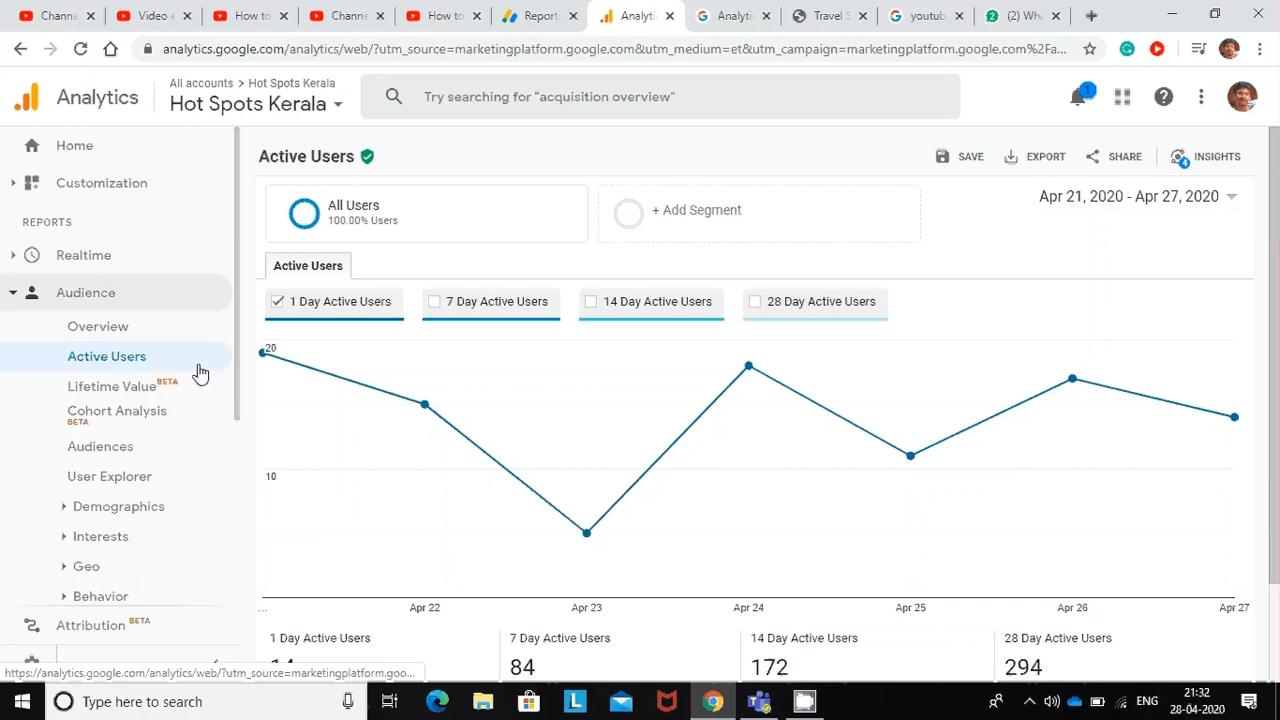 Channe
Video e
How to
Channe
How to
Report
Analyti
Analyti
Travel S
youtub
(2) Wha
analytics.google.com/analytics/web/?utm_source=marketingplatform.google.com&utm_medium=et&utm_campaign=marketingplatform.google.com%2Fa...
Analytics
All accounts > Hot Spots Kerala
Hot Spots Kerala
Try searching for "acquisition overview"
1
Home
Customization
REPORTS
Realtime
Audience
Overview
Active Users
Lifetime Value BETA
Cohort Analysis
BETA
Audiences
User Explorer
Demographics
Interests
Geo
Behavior
Attribution BETA
Active Users
SAVE
EXPORT
SHARE
4
INSIGHTS
All Users
100.00% Users
+ Add Segment
Apr 21, 2020 - Apr 27, 2020
Active Users
1 Day Active Users
7 Day Active Users
14 Day Active Users
28 Day Active Users
20
10
... Apr 22 Apr 23 Apr 24 Apr 25 Apr 26 Apr 27
1 Day Active Users
14
7 Day Active Users
84
14 Day Active Users
172
28 Day Active Users
294
https://analytics.google.com/analytics/web/?utm_source=marketingplatform.goo...
Type here to search
L
ENG
21:32
28-04-2020